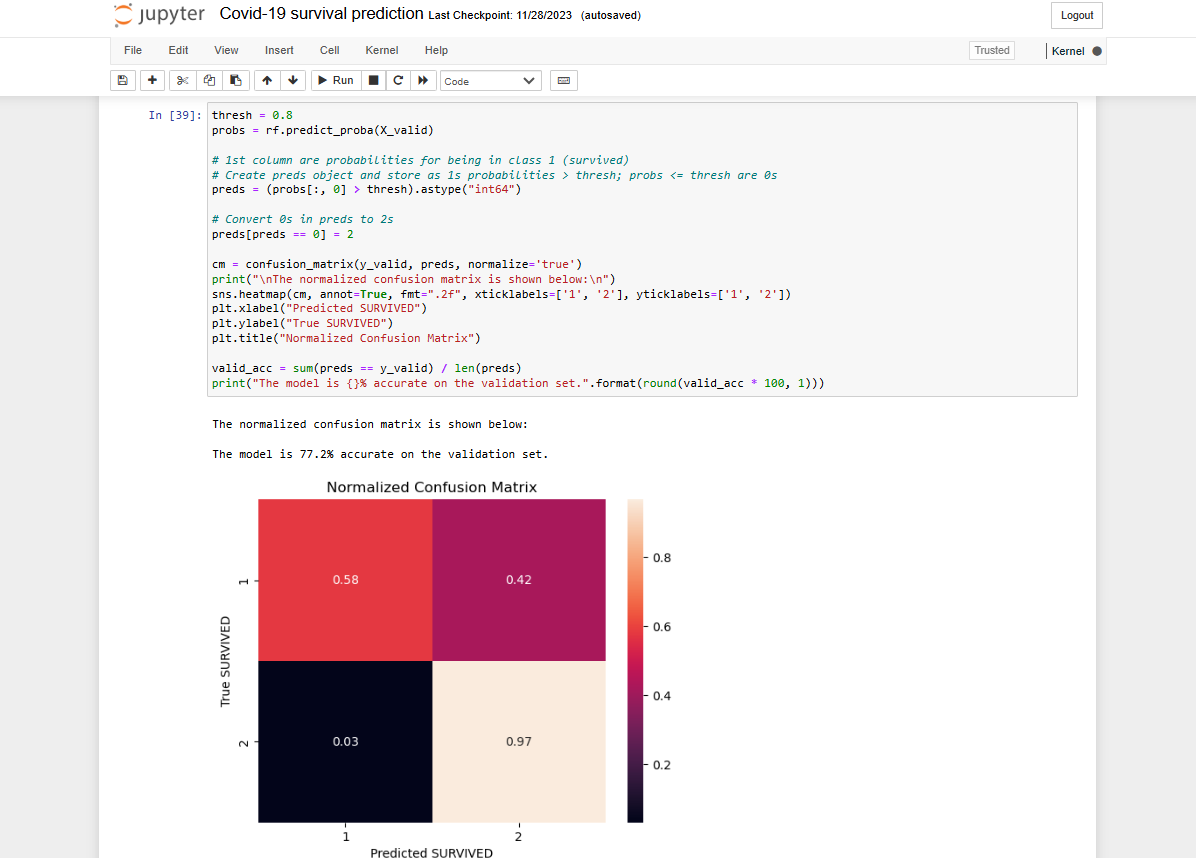 jupyter Covid-19 survival prediction Last Checkpoint: 11/28/2023 (autosaved) Logout
File Edit View Insert Cell Kernel Help Trusted Kernel
Run Code
In [39]:
thresh = 0.8
probs = rf.predict_proba(X_valid)
# 1st column are probabilities for being in class 1 (survived)
# Create preds object and store as 1s probabilities > thresh; probs <= thresh are 0s
preds = (probs[:, 0] > thresh).astype("int64")
# Convert 0s in preds to 2s
preds[preds == 0] = 2
cm = confusion_matrix(y_valid, preds, normalize='true')
print("\nThe normalized confusion matrix is shown below:\n")
sns.heatmap(cm, annot=True, fmt=".2f", xticklabels=['1', '2'], yticklabels=['1', '2'])
plt.xlabel("Predicted SURVIVED")
plt.ylabel("True SURVIVED")
plt.title("Normalized Confusion Matrix")
valid_acc = sum(preds == y_valid) / len(preds)
print("The model is {}% accurate on the validation set.".format(round(valid_acc * 100, 1)))
The normalized confusion matrix is shown below:
The model is 77.2% accurate on the validation set.
Normalized Confusion Matrix
True SURVIVED
1
0.58 0.42
2
0.03 0.97
1 2
Predicted SURVIVED
0.8
0.6
0.4
0.2